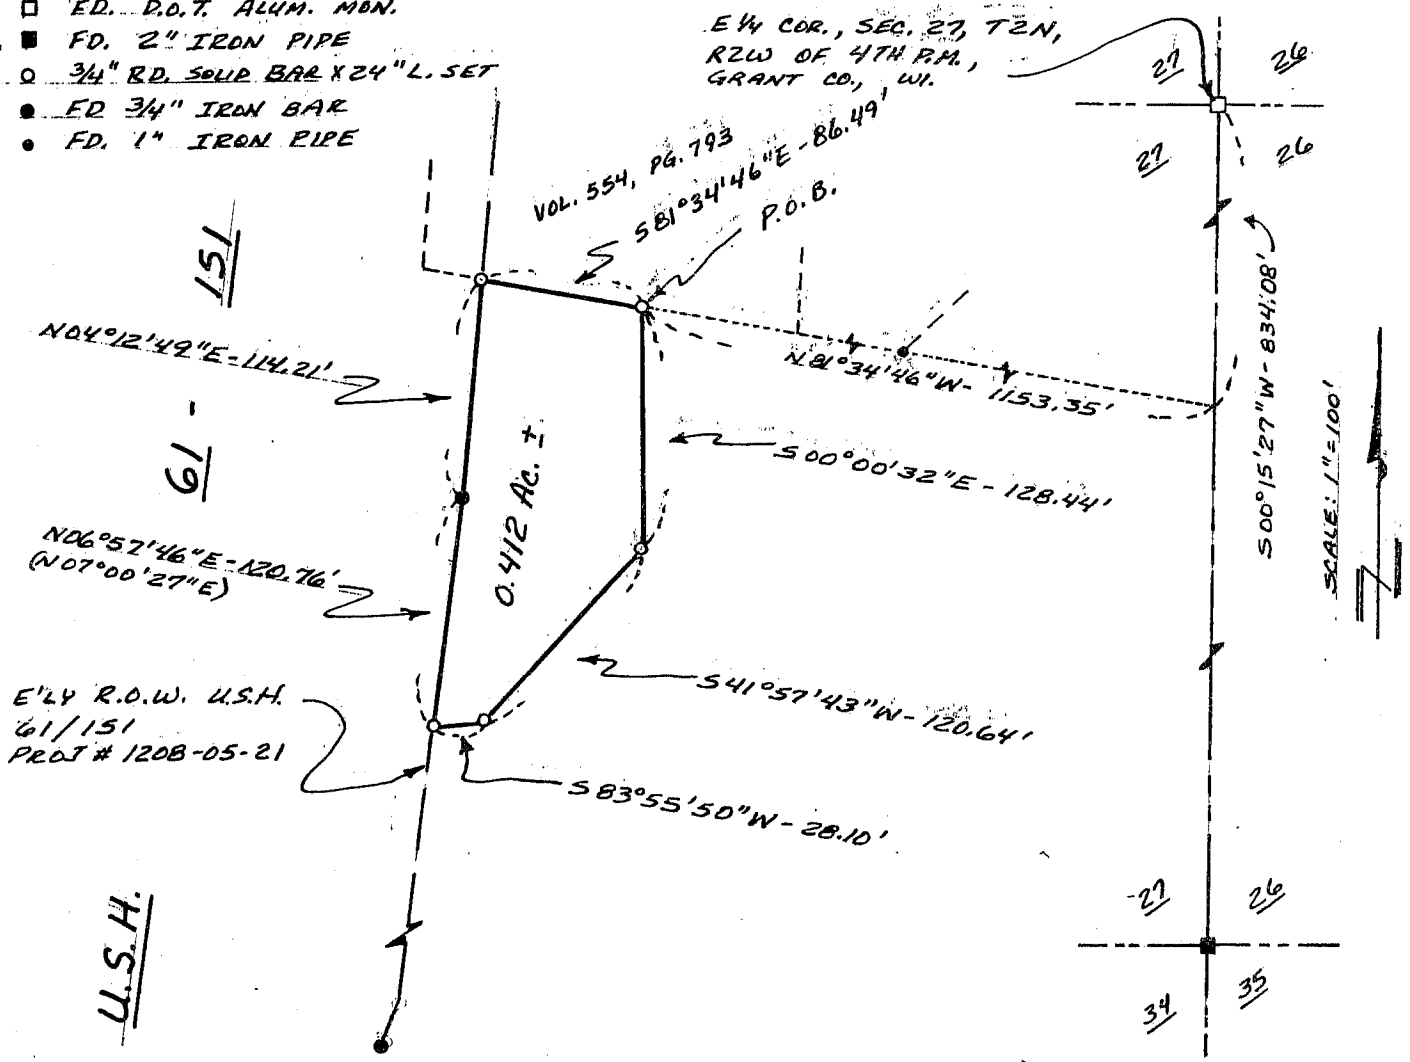 □ FD. D.O.T. ALUM. MON.
■ FD. 2" IRON PIPE
○ 3/4" RD. SOLID BAR X 24" L. SET
● FD 3/4" IRON BAR
● FD. 1" IRON PIPE
E 1/4 COR., SEC. 27, T2N,
R2W OF 4TH P.M.,
GRANT CO., WI.
27
26
27
26
VOL. 554, PG. 793
S81°34'46"E - 86.49'
P.O.B.
151
N04°12'49"E - 114.21'
N81°34'46"W - 1153.35'
S00°15'27"W - 834.08'
SCALE: 1"=100'
61 -
S00°00'32"E - 128.44'
0.412 Ac. ±
N06°57'46"E - 120.76'
(N07°00'27"E)
E'LY R.O.W. U.S.H.
61/151
PROJ # 1208-05-21
S41°57'43"W - 120.64'
S83°55'50"W - 28.10'
U.S.H.
27
26
34
35